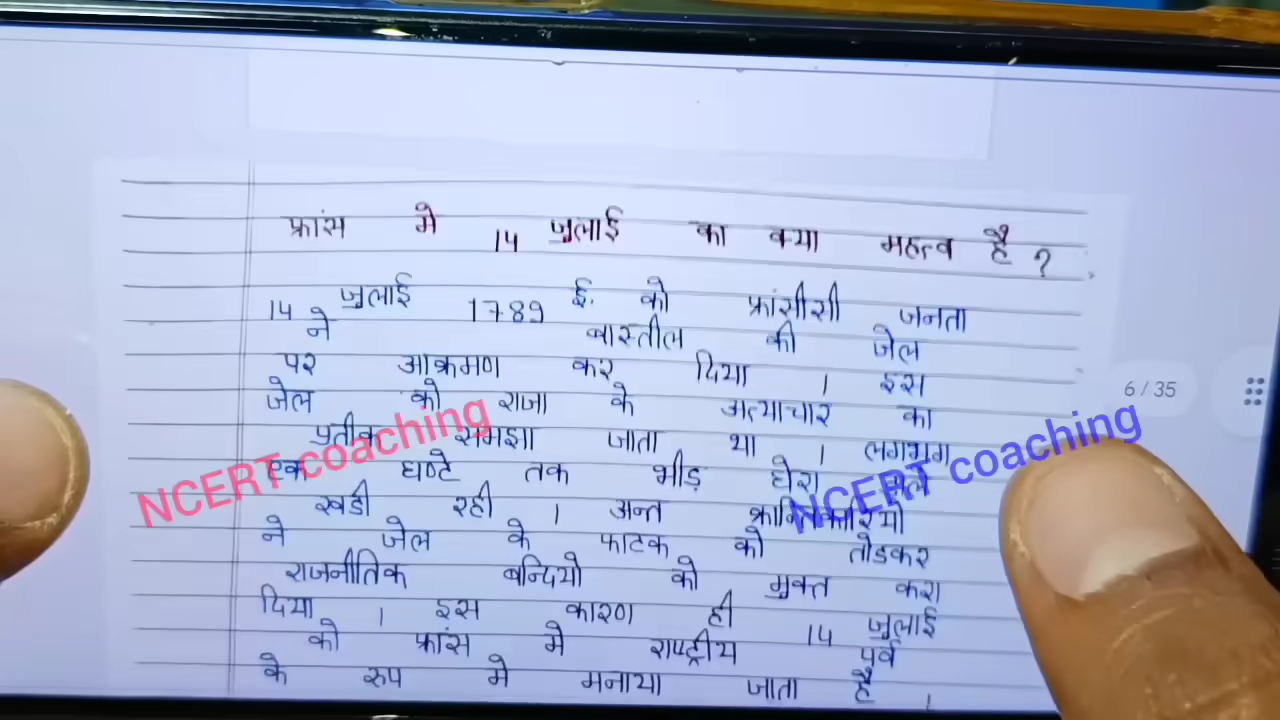 फ्रांस मे 14 जुलाई का क्या महत्व है ?
14 जुलाई 1789 ई. को फ्रांसीसी जनता
ने बास्तील की जेल
पर आक्रमण कर दिया । इस
जेल को राजा के अत्याचार का
प्रतीक समझा जाता था । लगभग
एक घण्टे तक भीड़ घेरा डाले
खडी रही । अन्त क्रान्तिकारियो
ने जेल के फाटक को तोडकर
राजनीतिक बन्दियो को मुक्त करा
दिया । इस कारण ही 14 जुलाई
को फ्रांस मे राष्ट्रीय पर्व
के रुप मे मनाया जाता है ।
6 / 35
NCERT coaching
NCERT coaching